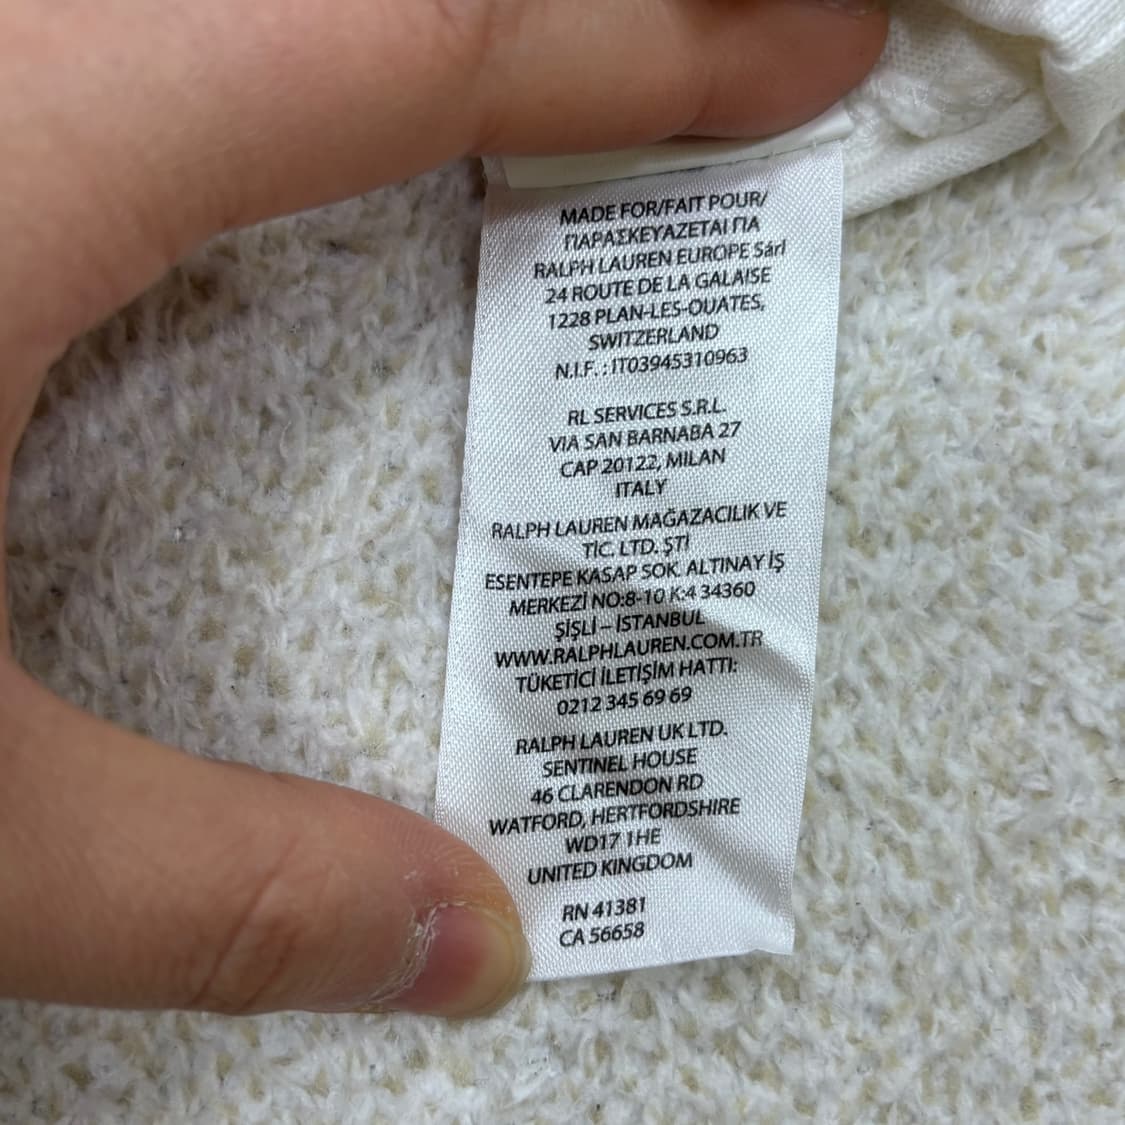 MADE FOR/FAIT POUR/
ΠΑΡΑΣΚΕΥΑΖΕΤΑΙ ΓΙΑ
RALPH LAUREN EUROPE Sárl
24 ROUTE DE LA GALAISE
1228 PLAN-LES-OUATES,
SWITZERLAND
N.I.F. : IT03945310963
RL SERVICES S.R.L.
VIA SAN BARNABA 27
CAP 20122, MILAN
ITALY
RALPH LAUREN MAĞAZACILIK VE
TIC. LTD. ŞTİ
ESENTEPE KASAP SOK. ALTINAY İŞ
MERKEZİ NO:8-10 K:4 34360
ŞİŞLİ – İSTANBUL
WWW.RALPHLAUREN.COM.TR
TÜKETİCİ İLETİŞİM HATTI:
0212 345 69 69
RALPH LAUREN UK LTD.
SENTINEL HOUSE
46 CLARENDON RD
WATFORD, HERTFORDSHIRE
WD17 1HE
UNITED KINGDOM
RN 41381
CA 56658